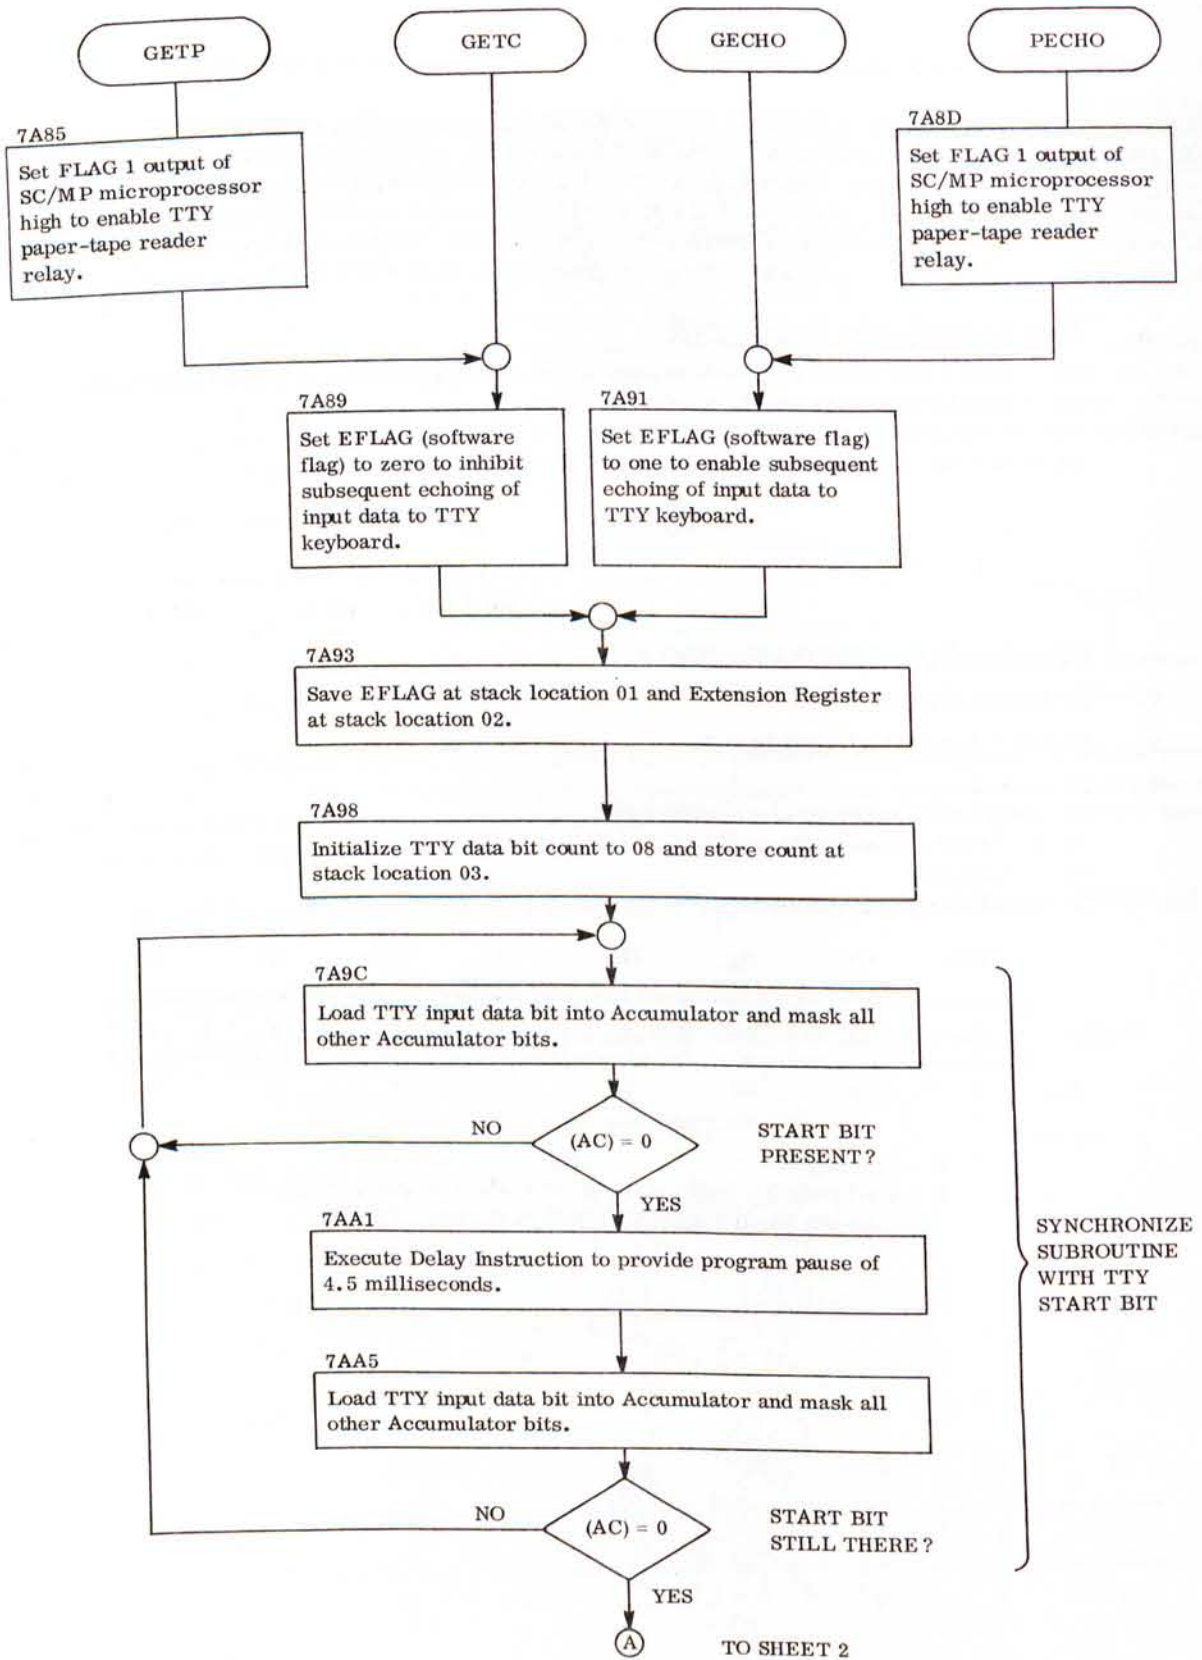 GETP
GETC
GECHO
PECHO
7A85
Set FLAG 1 output of
SC/MP microprocessor
high to enable TTY
paper-tape reader
relay.
7A8D
Set FLAG 1 output of
SC/MP microprocessor
high to enable TTY
paper-tape reader
relay.
7A89
Set EFLAG (software
flag) to zero to inhibit
subsequent echoing of
input data to TTY
keyboard.
7A91
Set EFLAG (software flag)
to one to enable subsequent
echoing of input data to
TTY keyboard.
7A93
Save EFLAG at stack location 01 and Extension Register
at stack location 02.
7A98
Initialize TTY data bit count to 08 and store count at
stack location 03.
7A9C
Load TTY input data bit into Accumulator and mask all
other Accumulator bits.
NO
(AC) = 0
START BIT
PRESENT?
YES
7AA1
Execute Delay Instruction to provide program pause of
4.5 milliseconds.
SYNCHRONIZE
SUBROUTINE
WITH TTY
START BIT
7AA5
Load TTY input data bit into Accumulator and mask all
other Accumulator bits.
NO
(AC) = 0
START BIT
STILL THERE?
YES
A
TO SHEET 2